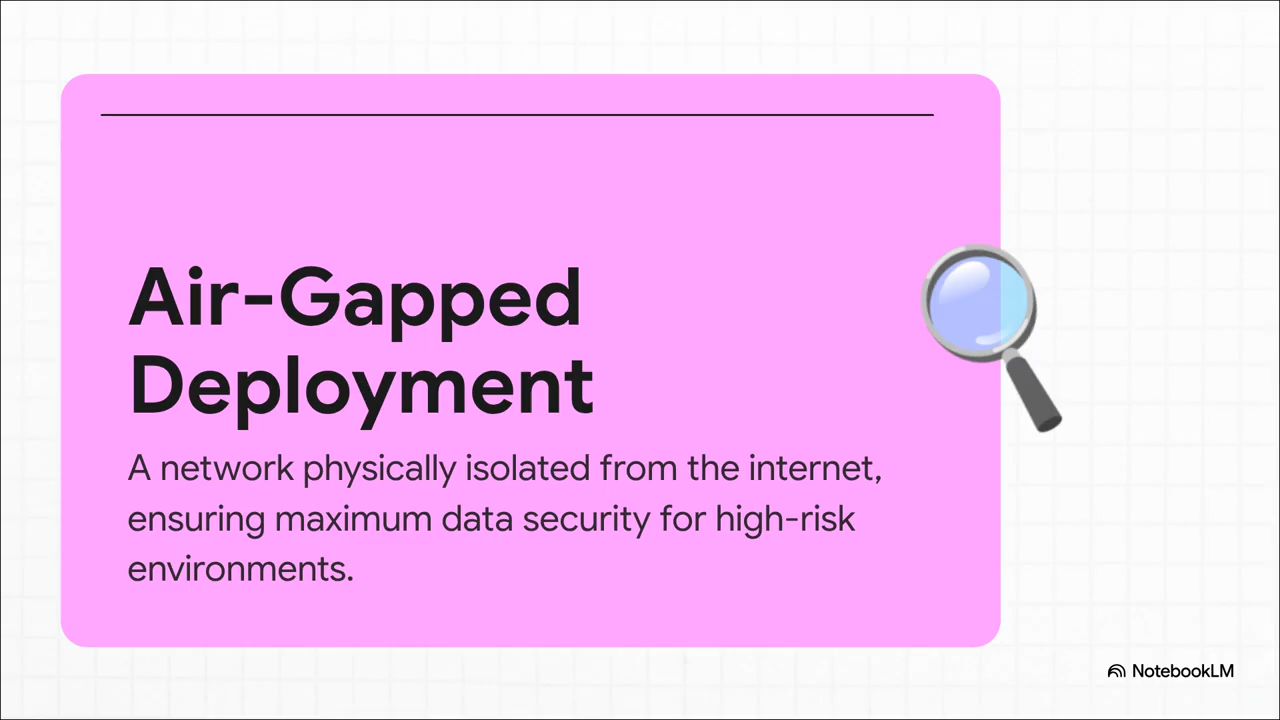 Air-Gapped
Deployment
A network physically isolated from the internet,
ensuring maximum data security for high-risk
environments.
NotebookLM